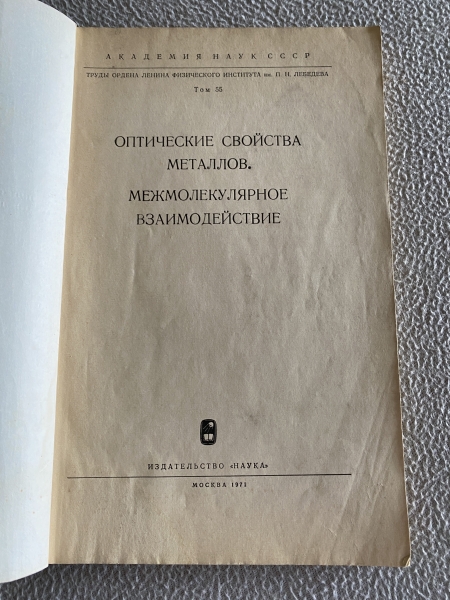 АКАДЕМИЯ НАУК СССР
ТРУДЫ ОРДЕНА ЛЕНИНА ФИЗИЧЕСКОГО ИНСТИТУТА им. П. Н. ЛЕБЕДЕВА
Том 55
ОПТИЧЕСКИЕ СВОЙСТВА
МЕТАЛЛОВ.
МЕЖМОЛЕКУЛЯРНОЕ
ВЗАИМОДЕЙСТВИЕ
ИЗДАТЕЛЬСТВО «НАУКА»
МОСКВА 1971